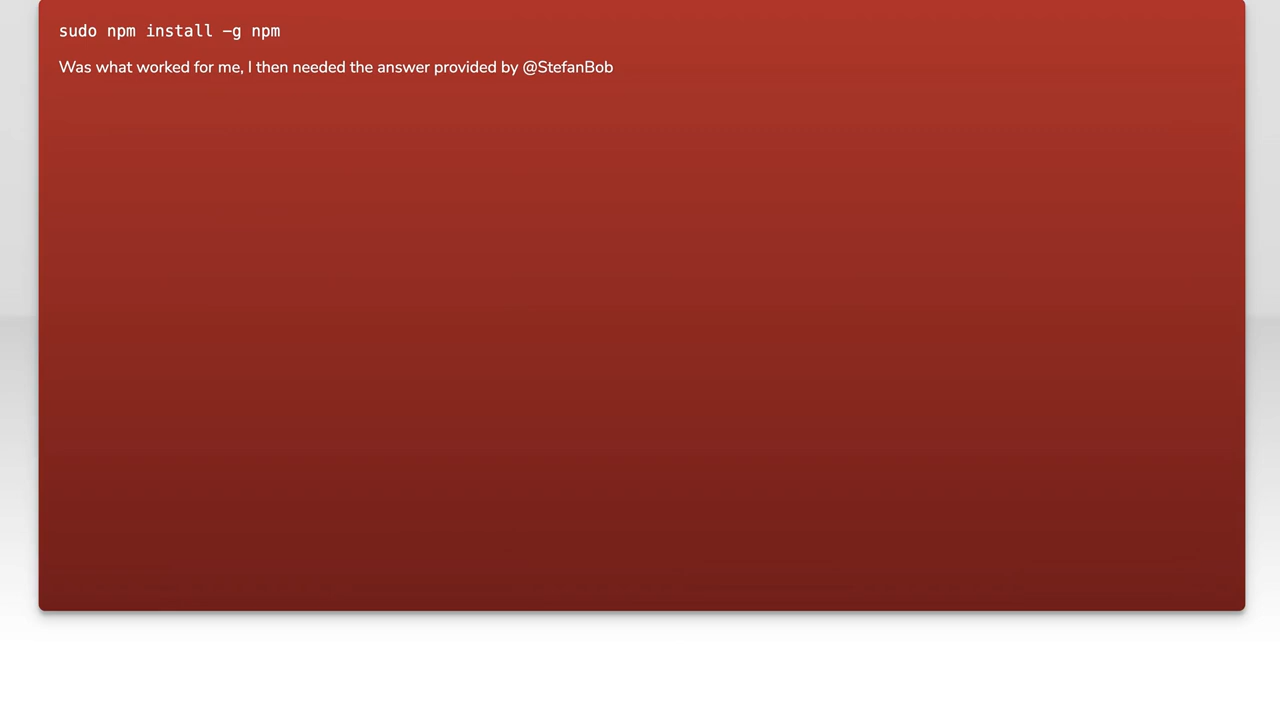 sudo npm install -g npm
Was what worked for me, I then needed the answer provided by @StefanBob